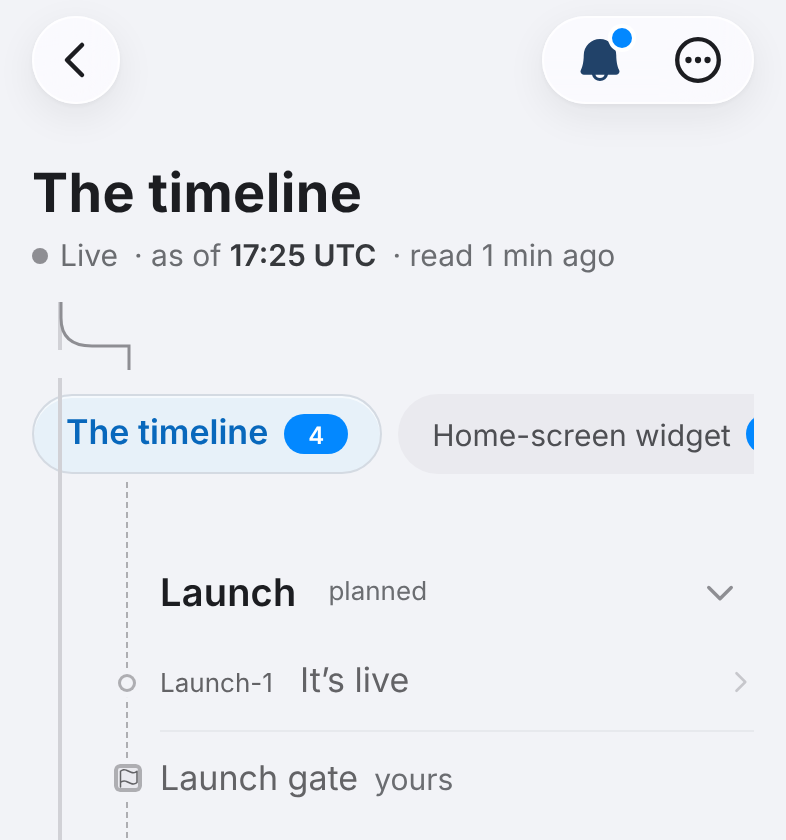 The timeline
Live · as of 17:25 UTC · read 1 min ago
The timeline 4 Home-screen widget
Launch planned
Launch-1 It’s live
Launch gate yours